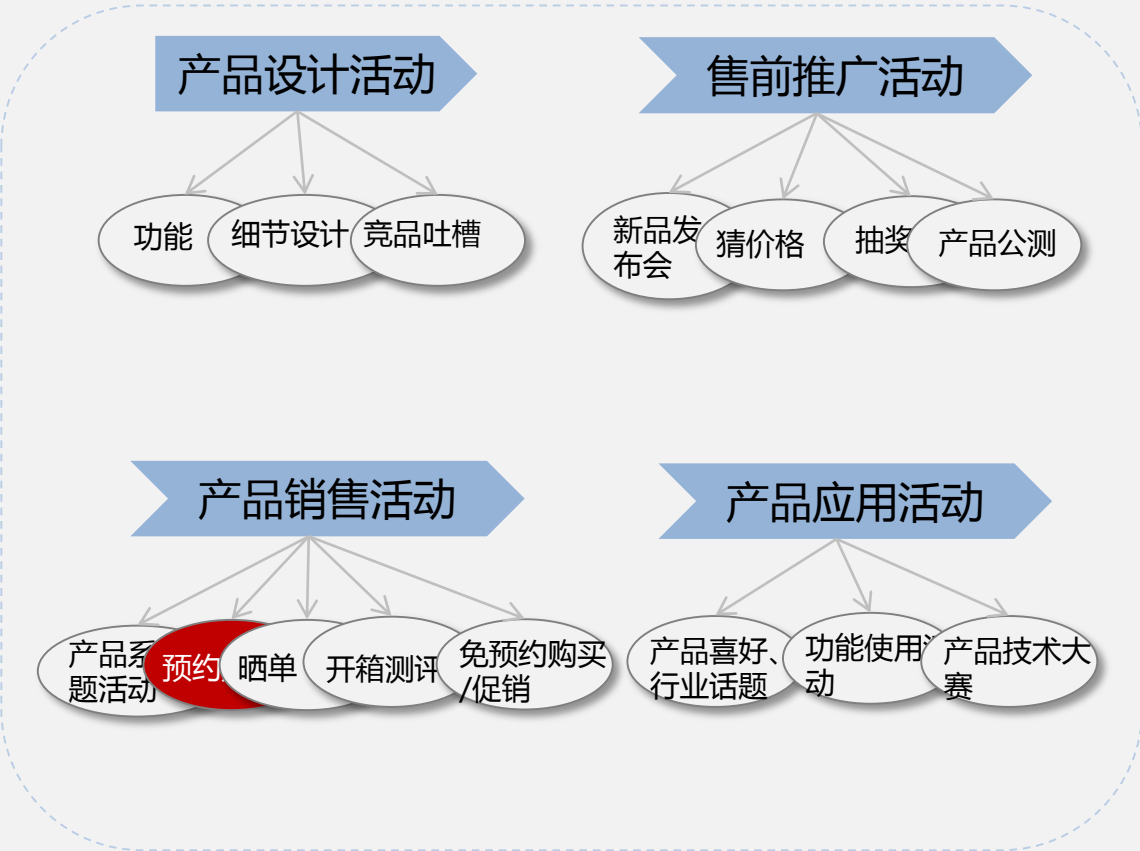 产品设计活动
售前推广活动
功能
细节设计
竞品吐槽
新品发
布会
猜价格
抽奖
产品公测
产品销售活动
产品应用活动
产品系
题活动
预约
晒单
开箱测评
免预约购买
/促销
产品喜好、
行业话题
功能使用
动
产品技术大
赛